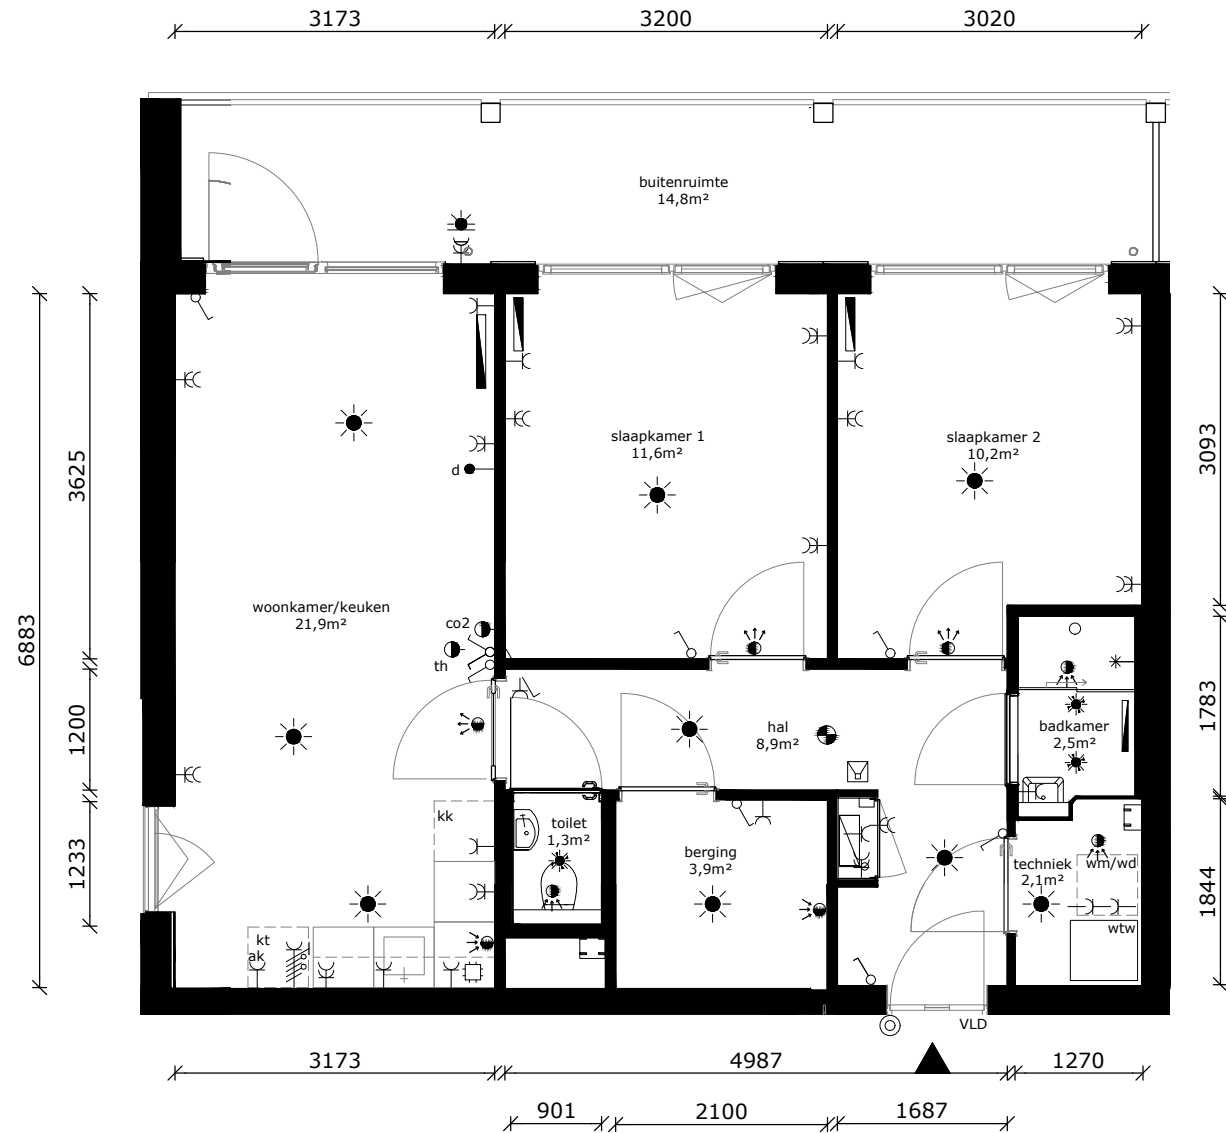 3173
3200
3020
buitenruimte
14,8m²
slaapkamer 1
11,6m²
slaapkamer 2
10,2m²
d
3625
3093
6883
woonkamer/keuken
21,9m²
co2
th
1200
1783
hal
8,9m²
badkamer
2,5m²
kk
toilet
1,3m²
berging
3,9m²
1233
techniek
2,1m²
wm/wd
wtw
1844
kt
ak
VLD
3173
4987
1270
901
2100
1687